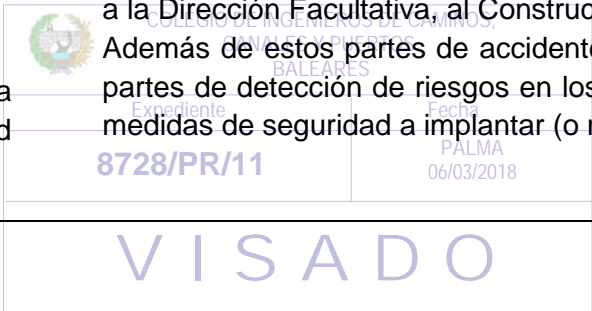 a la Dirección Facultativa, al Construc
COLEGIO DE INGENIEROS DE CAMINOS,
Además de estos partes de accidente
CANALES Y PUERTOS
BALEARES
a partes de detección de riesgos en los
Expediente Fecha
d medidas de seguridad a implantar (o
PALMA
8728/PR/11 06/03/2018
VISADO